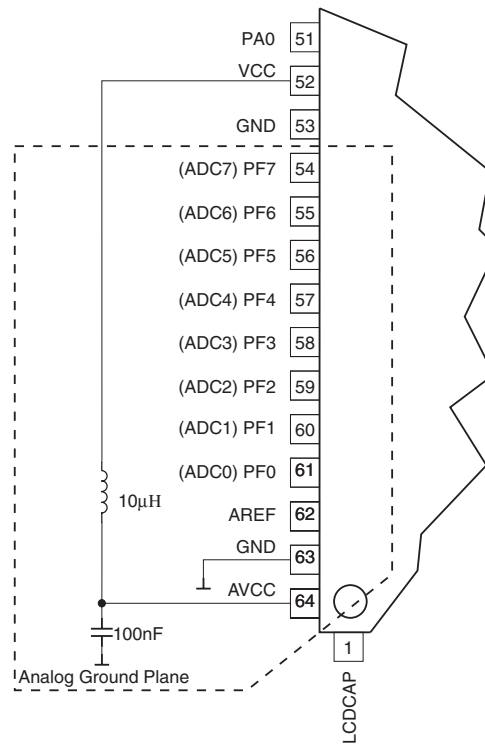 PA0 51
VCC 52
GND 53
(ADC7) PF7 54
(ADC6) PF6 55
(ADC5) PF5 56
(ADC4) PF4 57
(ADC3) PF3 58
(ADC2) PF2 59
(ADC1) PF1 60
(ADC0) PF0 61
10μH
AREF 62
GND 63
AVCC 64
100nF
1
Analog Ground Plane
LCDCAP